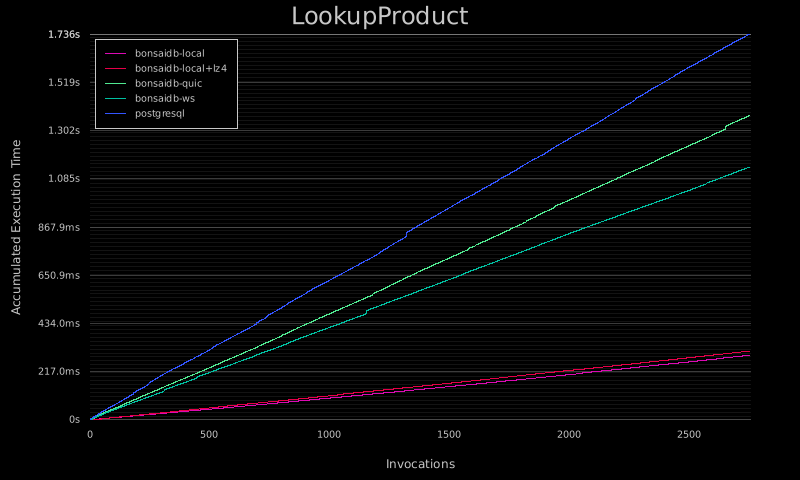 LookupProduct
1.736s
1.519s
1.302s
1.085s
867.9ms
650.9ms
434.0ms
217.0ms
0s
bonsaidb-local
bonsaidb-local+lz4
bonsaidb-quic
bonsaidb-ws
postgresql
Accumulated Execution Time
0
500
1000
1500
2000
2500
Invocations